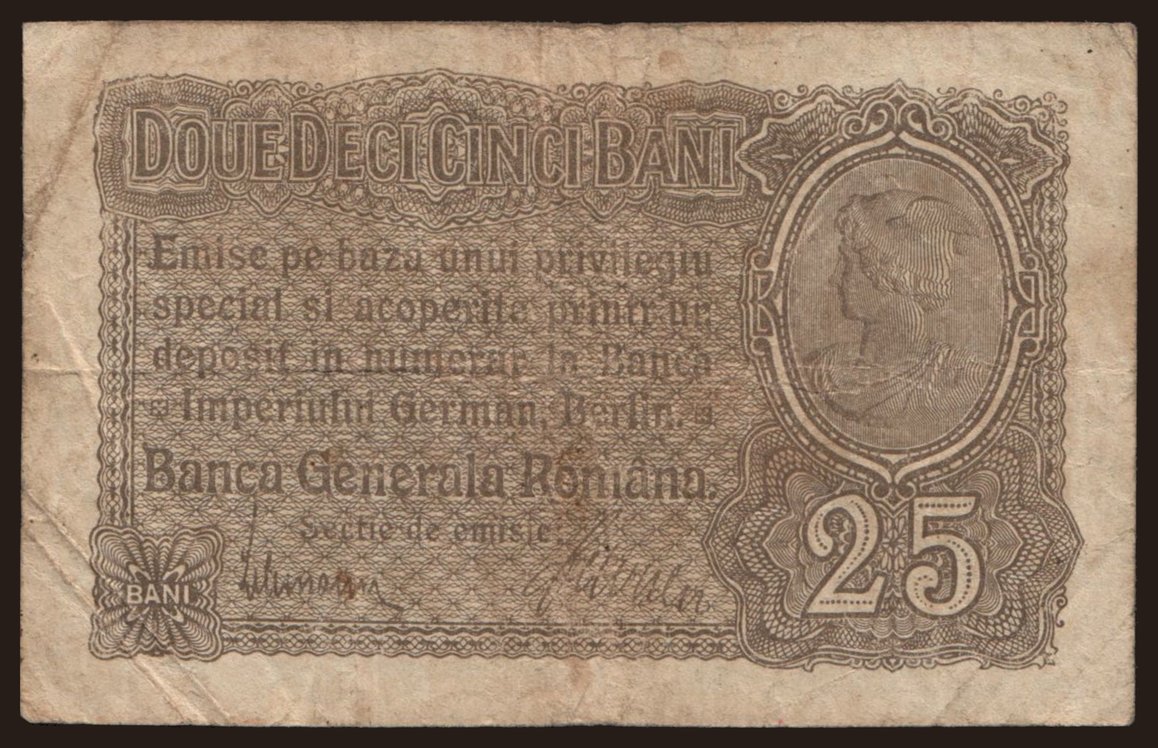 DOUE DECI CINCI BANI
Emise pe baza unui privilegiu
special si acoperite printr'un
deposit in numerar la Banca
Imperiului German, Berlin.
Banca Generala Româna.
Sectie de emisie:
BANI
25